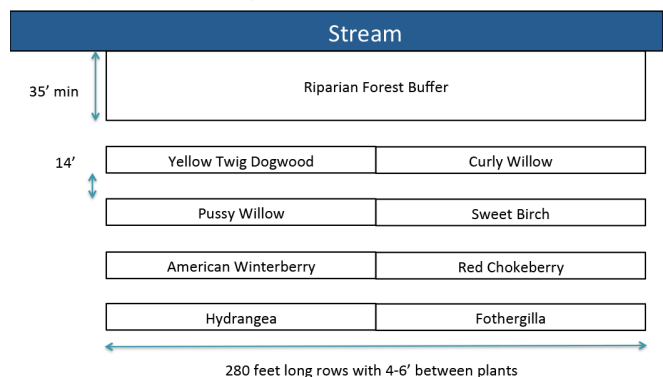 Stream
35’ min
Riparian Forest Buffer
14’
Yellow Twig Dogwood
Curly Willow
Pussy Willow
Sweet Birch
American Winterberry
Red Chokeberry
Hydrangea
Fothergilla
280 feet long rows with 4-6’ between plants